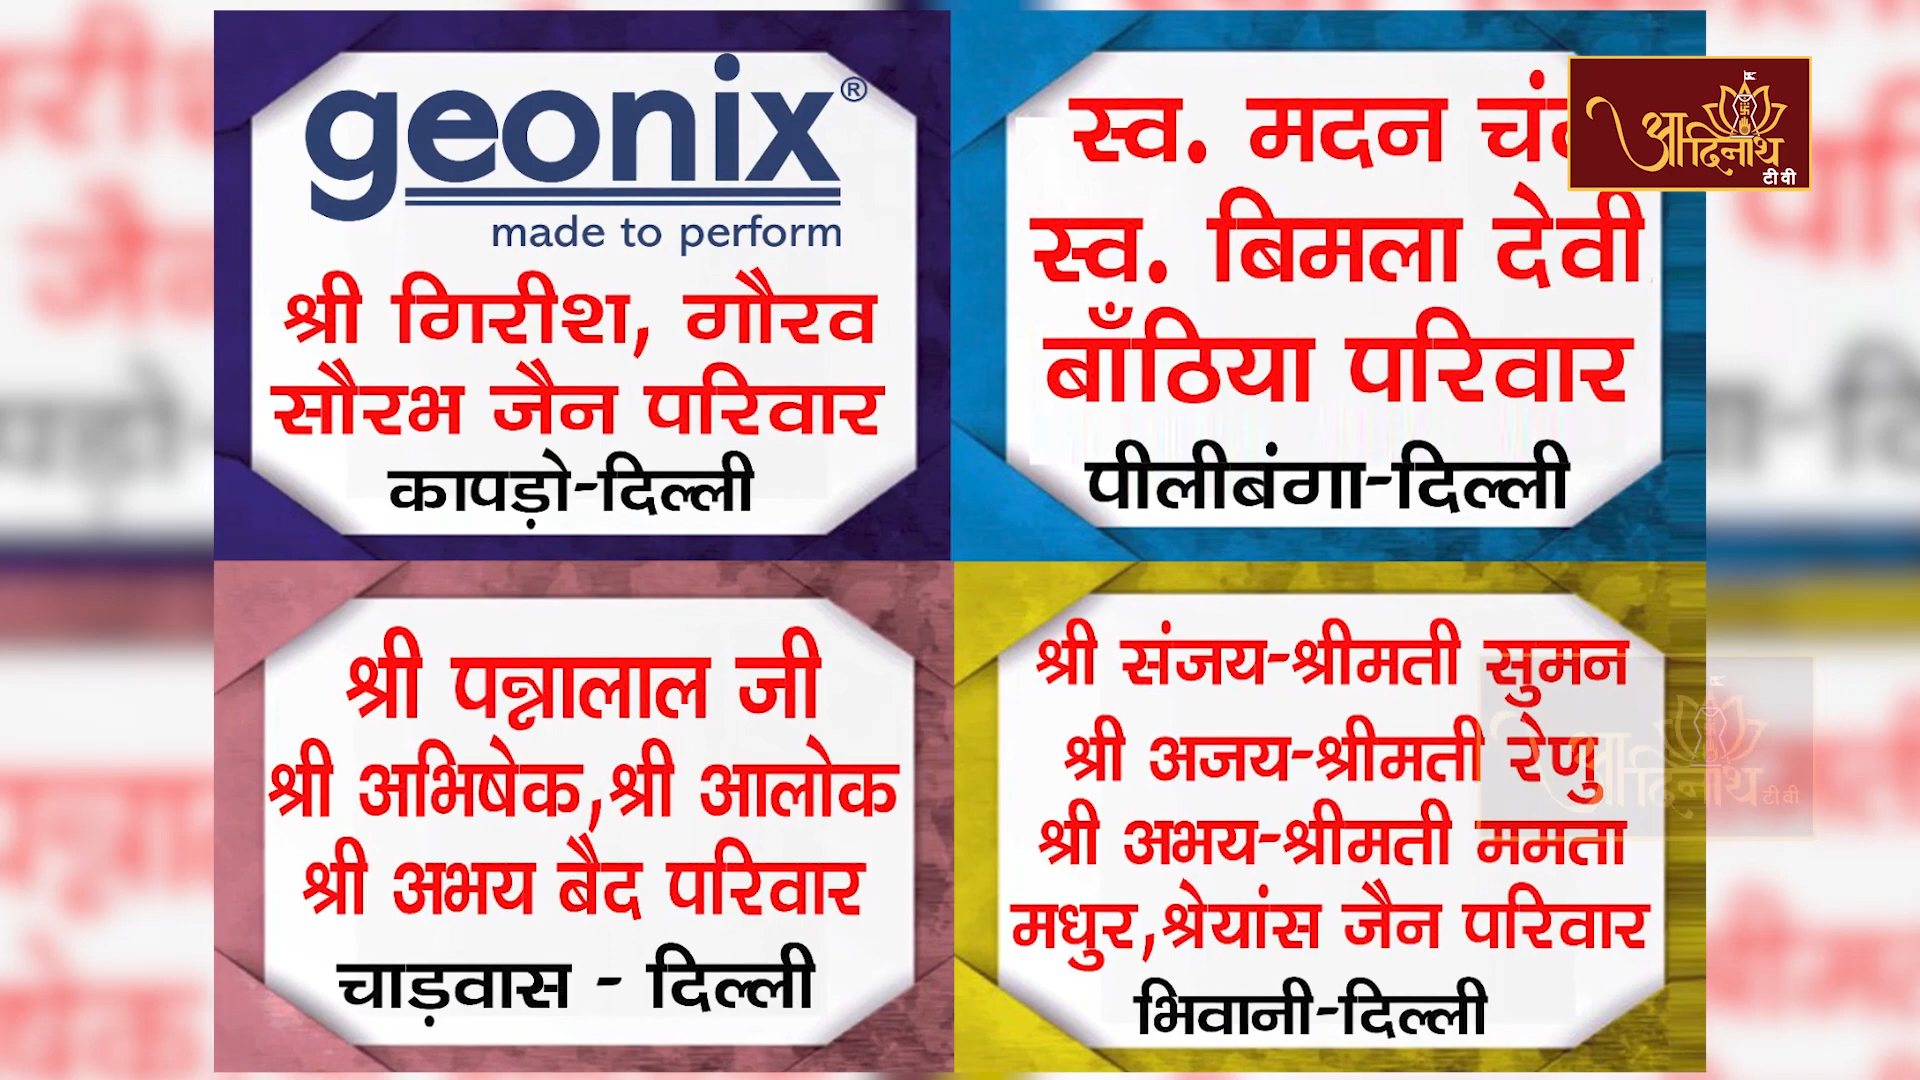 geonix®
made to perform
श्री गिरीश, गौरव
सौरभ जैन परिवार
कापड़ो-दिल्ली
स्व. मदन
स्व. बिमला देवी
बाँठिया परिवार
पीलीबंगा-दिल्ली
आदिनाथ
टीवी
श्री पन्नालाल जी
श्री अभिषेक,श्री आलोक
श्री अभय बैद परिवार
चाड़वास - दिल्ली
श्री संजय-श्रीमती सुमन
श्री अजय-श्रीमती रेणु
श्री अभय-श्रीमती ममता
मधुर,श्रेयांस जैन परिवार
भिवानी-दिल्ली
आदिनाथ
टीवी